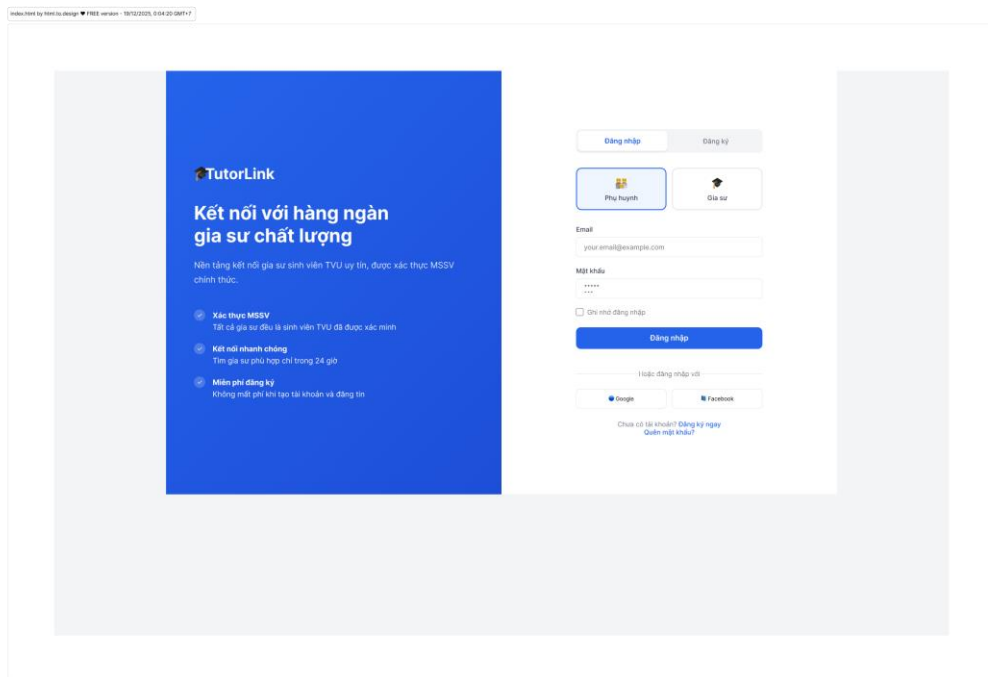 index.html by html.to.design ❤ FREE version - 19/12/2025, 0:04:20 GMT+7
TutorLink
Kết nối với hàng ngàn
gia sư chất lượng
Nền tảng kết nối gia sư sinh viên TVU uy tín, được xác thực MSSV
chính thức.
Xác thực MSSV
Tất cả gia sư đều là sinh viên TVU đã được xác minh
Kết nối nhanh chóng
Tìm gia sư phù hợp chỉ trong 24 giờ
Miễn phí đăng ký
Không mất phí khi tạo tài khoản và đăng tin
Đăng nhập Đăng ký
Phụ huynh Gia sư
Email
your.email@example.com
Mật khẩu
Ghi nhớ đăng nhập
Đăng nhập
Hoặc đăng nhập với
Google Facebook
Chưa có tài khoản? Đăng ký ngay
Quên mật khẩu?